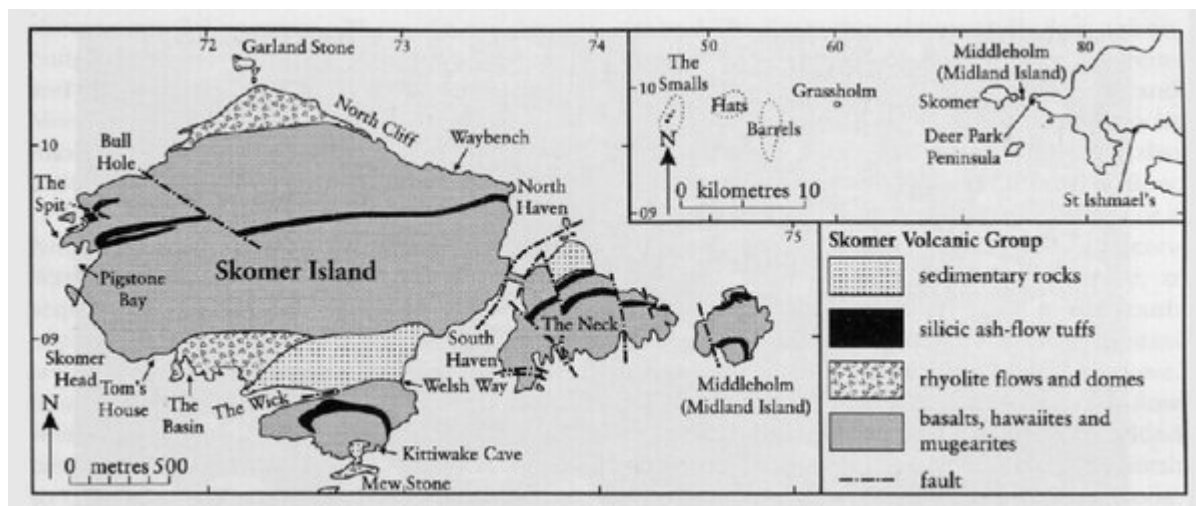 72
73
74
50
60
80
Garland Stone
North Cliff
Waybench
Bull
Hole
10
The
Spit
North
Haven
Pigstone
Bay
Skomer Island
09
Skomer
Head
Tom's
House
The
Basin
The Wick
South
Haven
The Neck
Welsh Way
Kittiwake Cave
Mew Stone
Middleholm
(Midland Island)
75
N
0 metres 500
The
Smalls
Flats
Barrels
Grassholm
Middleholm
(Midland Island)
Skomer
Deer Park
Peninsula
St Ishmael's
10
09
N
0 kilometres 10
Skomer Volcanic Group
sedimentary rocks
silicic ash-flow tuffs
rhyolite flows and domes
basalts, hawaiites and
mugearites
fault